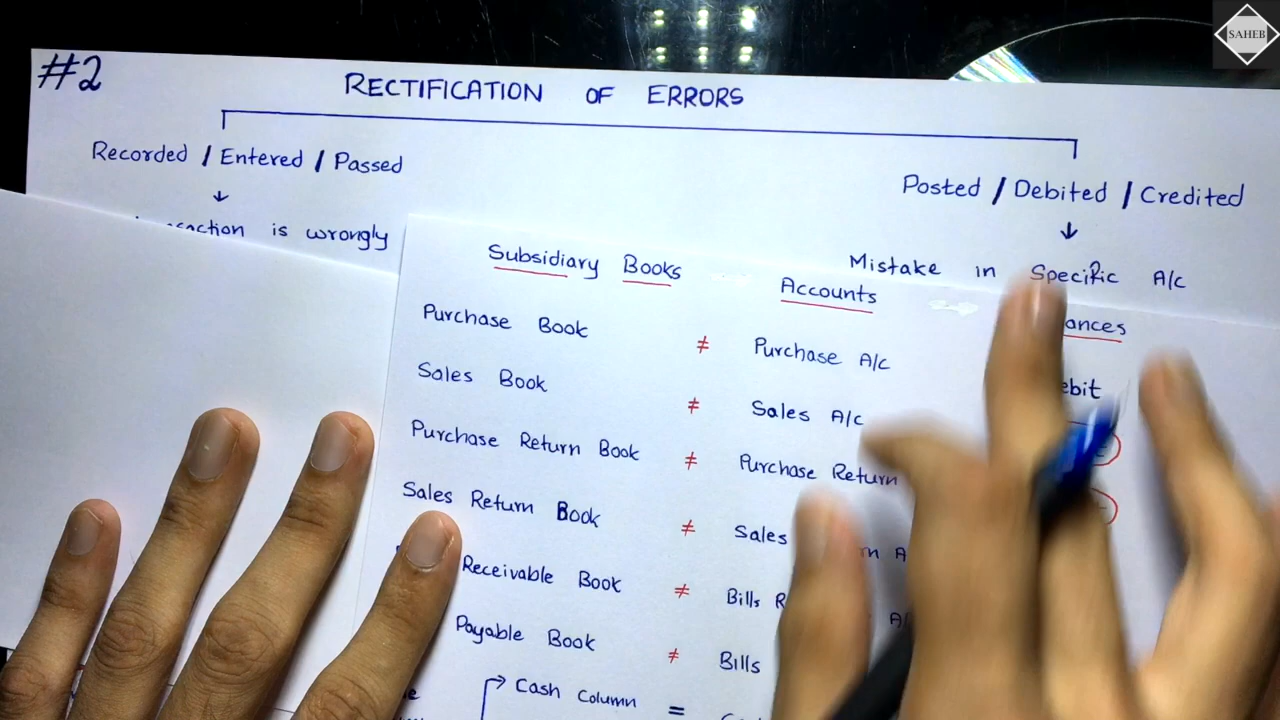 SAHEB
#2
RECTIFICATION OF ERRORS
Recorded / Entered / Passed
Posted / Debited / Credited
↓
↓
is wrongly
Mistake in Specific A/c
Subsidiary Books
Accounts
Purchase Book ≠ Purchase A/c
Sales Book ≠ Sales A/c
Purchase Return Book ≠ Purchase Return
Sales Return Book ≠ Sales
Receivable Book ≠ Bills
Payable Book ≠ Bills
Cash Column =